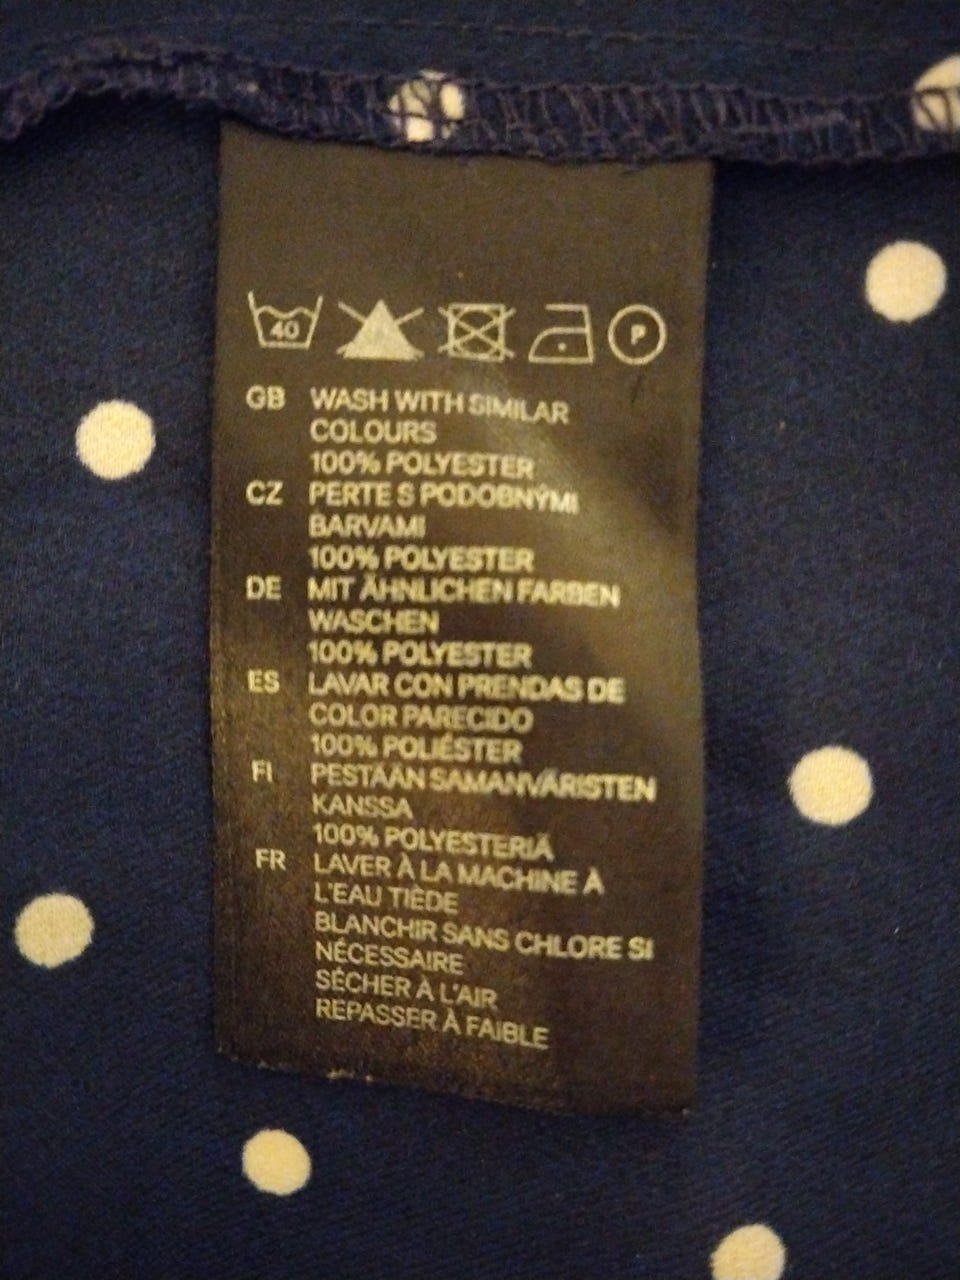 40
P
GB WASH WITH SIMILAR
COLOURS
100% POLYESTER
CZ PERTE S PODOBNÝMI
BARVAMI
100% POLYESTER
DE MIT ÄHNLICHEN FARBEN
WASCHEN
100% POLYESTER
ES LAVAR CON PRENDAS DE
COLOR PARECIDO
100% POLIÉSTER
FI PESTÄÄN SAMANVÄRISTEN
KANSSA
100% POLYESTERIÄ
FR LAVER À LA MACHINE À
L'EAU TIÈDE
BLANCHIR SANS CHLORE SI
NÉCESSAIRE
SÉCHER À L'AIR
REPASSER À FAIBLE